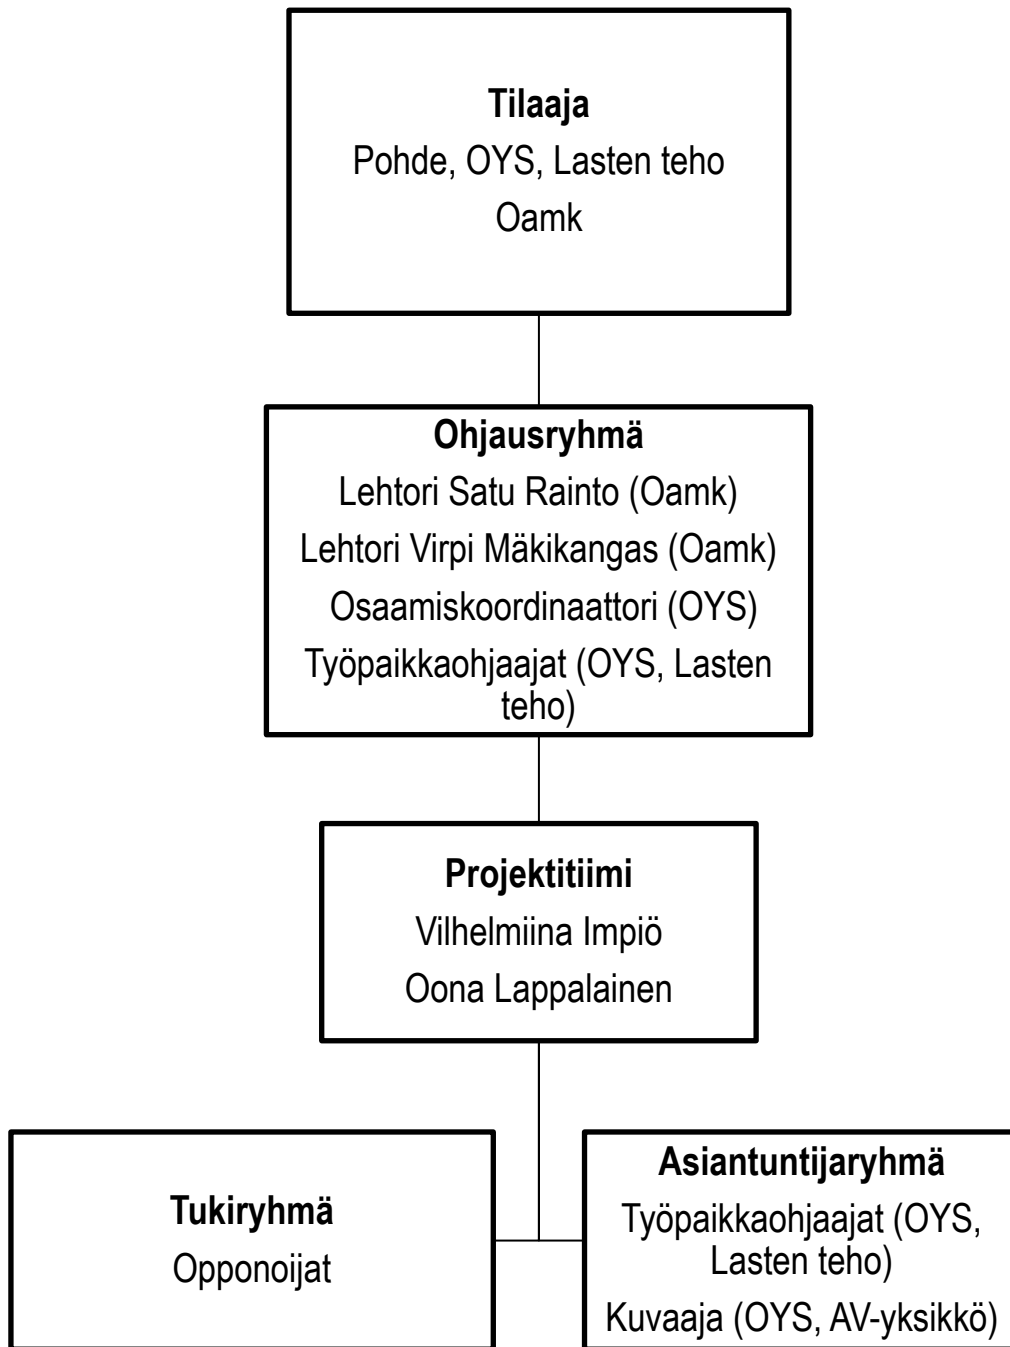 Tilaaja
Pohde, OYS, Lasten teho
Oamk
Ohjausryhmä
Lehtori Satu Rainto (Oamk)
Lehtori Virpi Mäkikangas (Oamk)
Osaamiskoordinaattori (OYS)
Työpaikkaohjaajat (OYS, Lasten
teho)
Projektitiimi
Vilhelmiina Impiö
Oona Lappalainen
Tukiryhmä
Opponoijat
Asiantuntijaryhmä
Työpaikkaohjaajat (OYS,
Lasten teho)
Kuvaaja (OYS, AV-yksikkö)